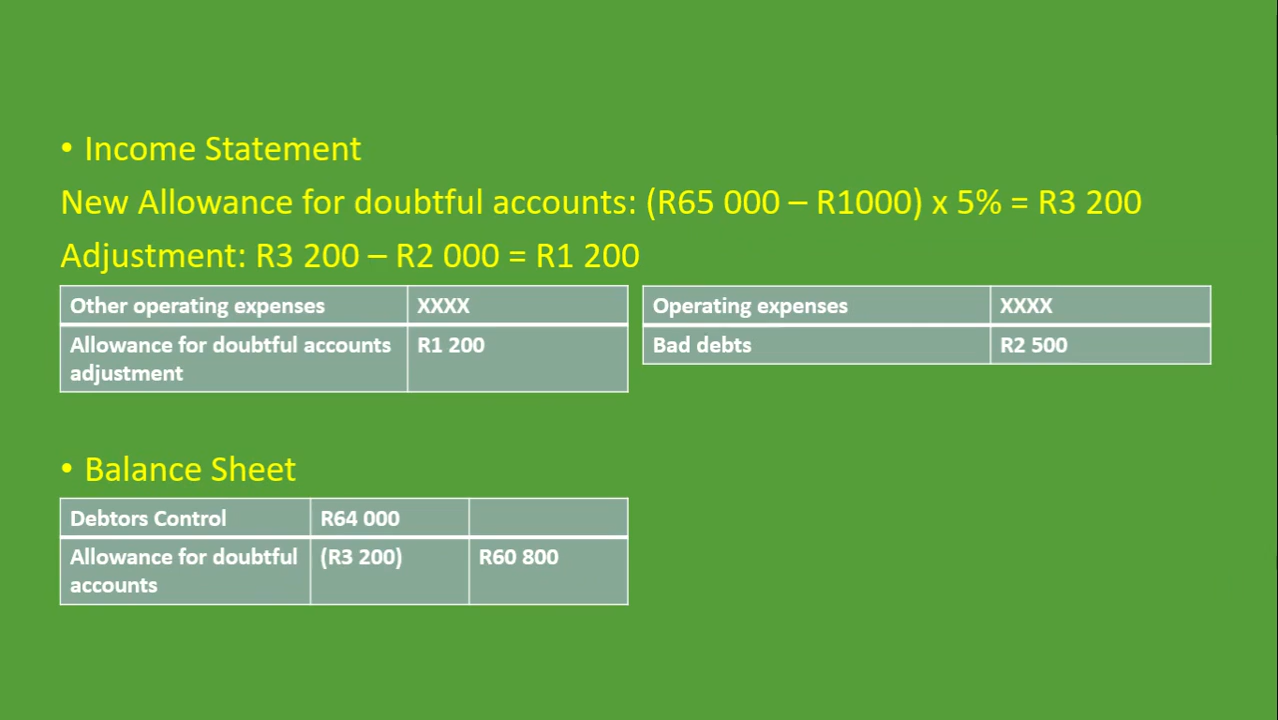 • Income Statement
New Allowance for doubtful accounts: (R65 000 – R1000) x 5% = R3 200
Adjustment: R3 200 – R2 000 = R1 200
Other operating expenses XXXX
Allowance for doubtful accounts R1 200
adjustment
Operating expenses XXXX
Bad debts R2 500
• Balance Sheet
Debtors Control R64 000
Allowance for doubtful (R3 200) R60 800
accounts